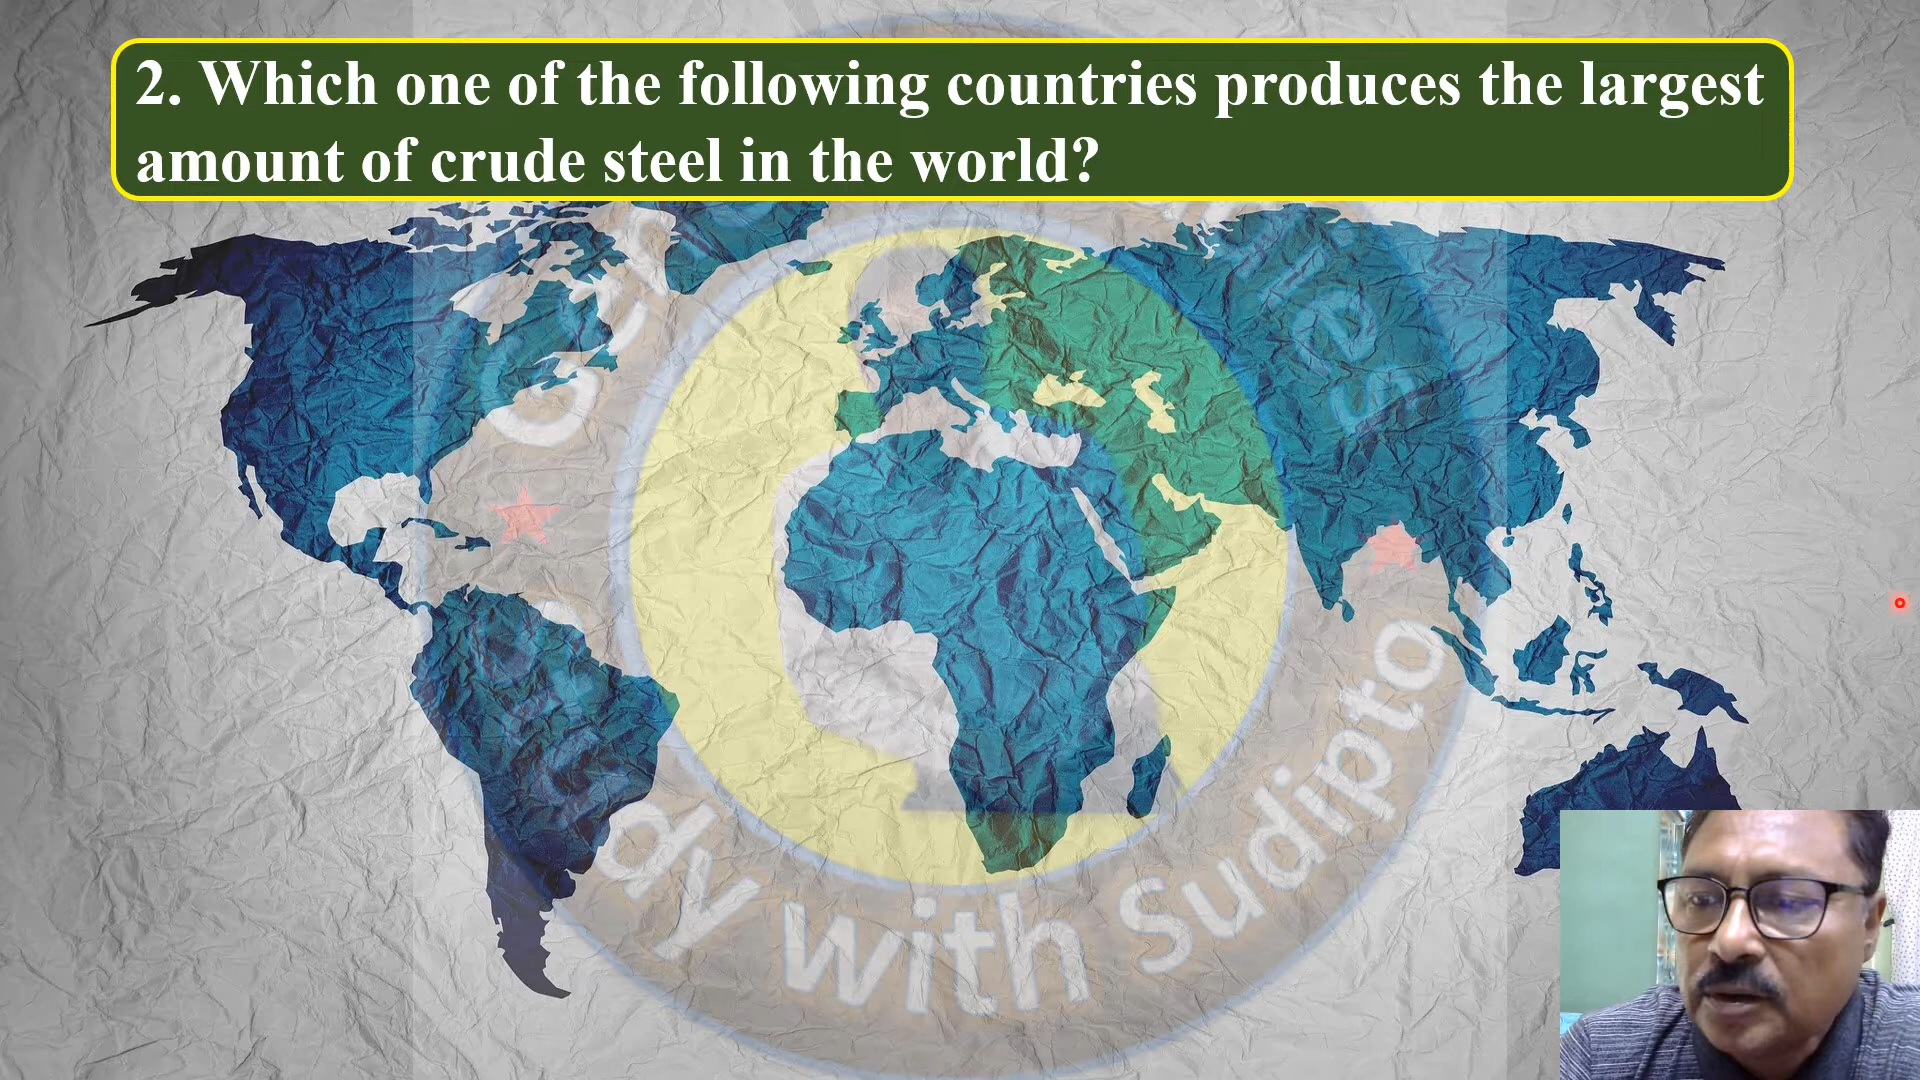 2. Which one of the following countries produces the largest
amount of crude steel in the world?
dy with Sudipto